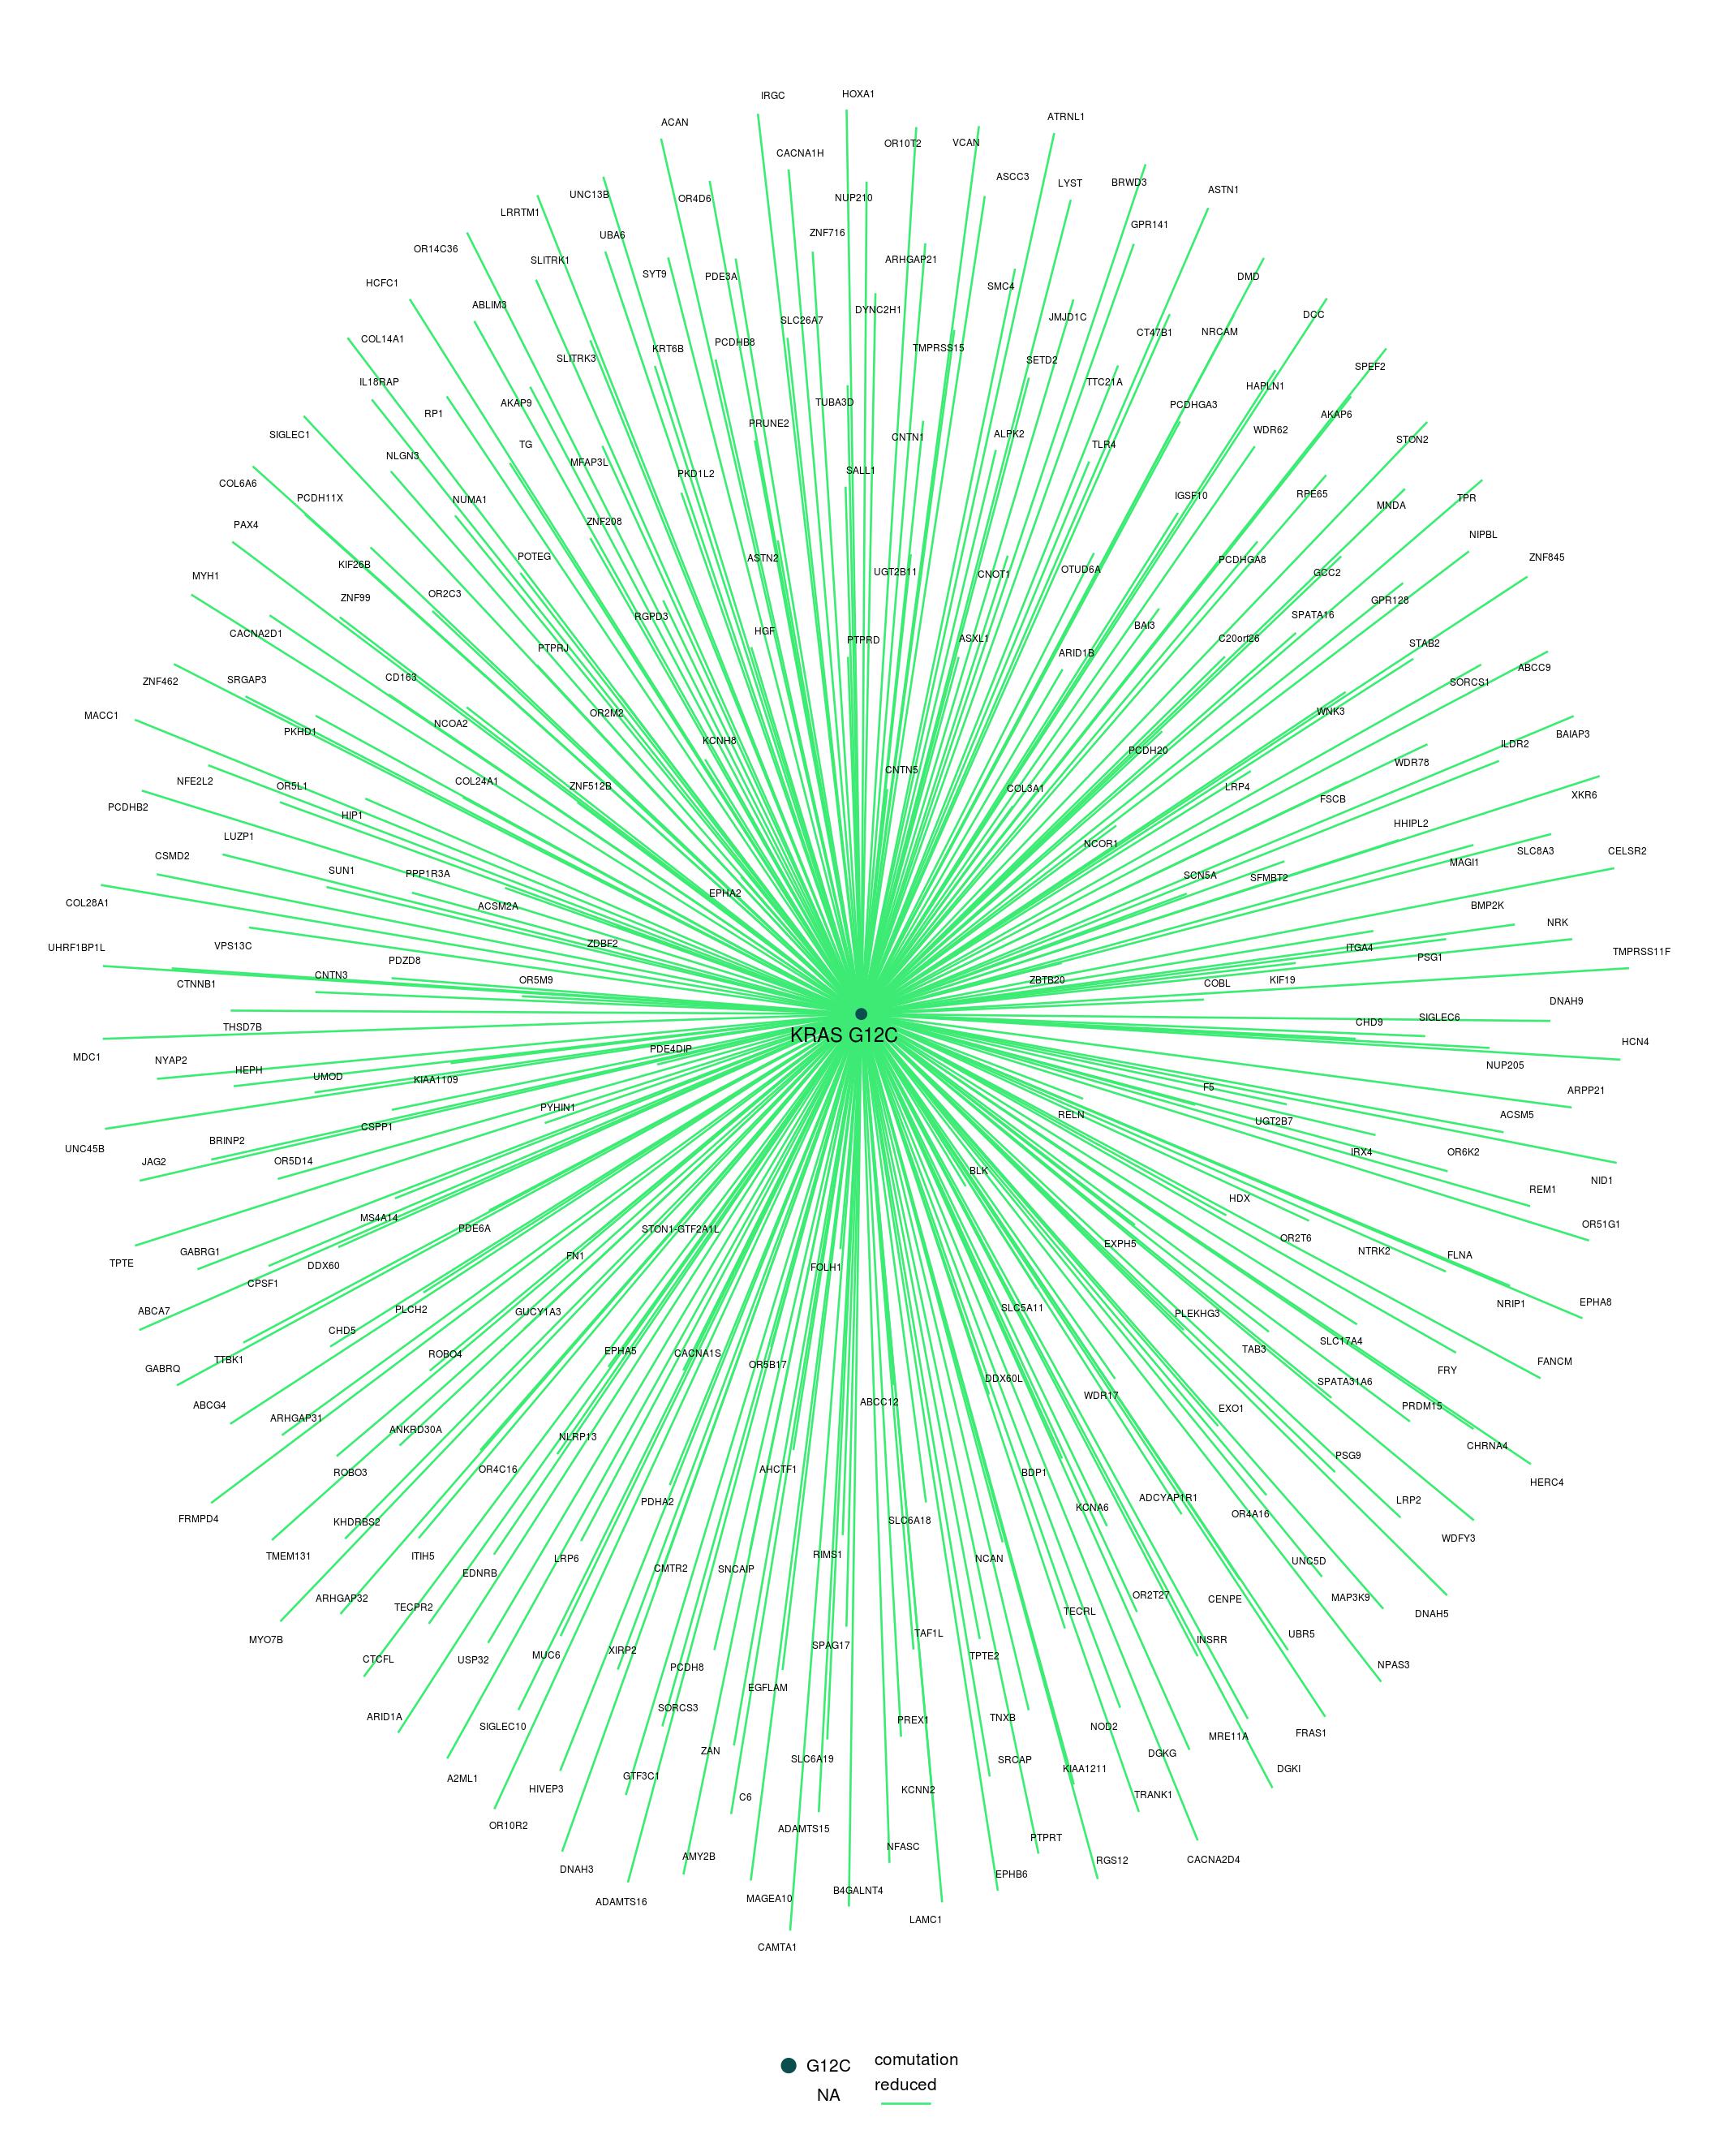 HOXA1
IRGC
ATRNL1
ACAN
OR10T2
VCAN
CACNA1H
ASCC3
LYST
BRWD3
ASTN1
UNC13B
OR4D6
NUP210
LRRTM1
GPR141
ZNF716
UBA6
OR14C36
SLITRK1
ARHGAP21
SYT9
PDE3A
DMD
HCFC1
SMC4
ABLIM3
DYNC2H1
DCC
JMJD1C
SLC26A7
CT47B1
NRCAM
COL14A1
PCDHB8
KRT6B
TMPRSS15
SLITRK3
SETD2
SPEF2
IL18RAP
TTC21A
HAPLN1
AKAP9
TUBA3D
PCDHGA3
RP1
AKAP6
PRUNE2
WDR62
SIGLEC1
CNTN1
ALPK2
STON2
TG
TLR4
NLGN3
MFAP3L
SALL1
PKD1L2
COL6A6
RPE65
IGSF10
PCDH11X
TPR
NUMA1
MNDA
ZNF208
PAX4
NIPBL
POTEG
ASTN2
ZNF845
PCDHGA8
KIF26B
UGT2B11
CNOT1
OTUD6A
GCC2
MYH1
OR2C3
ZNF99
GPR128
RGPD3
SPATA16
BAI3
HGF
CACNA2D1
PTPRD
ASXL1
C20orf26
STAB2
PTPRJ
ARID1B
ABCC9
CD163
SRGAP3
ZNF462
SORCS1
OR2M2
WNK3
MACC1
NCOA2
PKHD1
BAIAP3
KCNH8
ILDR2
PCDH20
WDR78
CNTN5
NFE2L2
COL24A1
OR5L1
ZNF512B
LRP4
COL3A1
XKR6
FSCB
PCDHB2
HIP1
HHIPL2
LUZP1
NCOR1
SLC8A3
CELSR2
CSMD2
MAGI1
SUN1
PPP1R3A
SCN5A
SFMBT2
EPHA2
COL28A1
ACSM2A
BMP2K
NRK
ZDBF2
VPS13C
UHRF1BP1L
ITGA4
TMPRSS11F
PSG1
PDZD8
CNTN3
OR5M9
ZBTB20
KIF19
COBL
CTNNB1
DNAH9
SIGLEC6
CHD9
THSD7B
KRAS G12C
HCN4
PDE4DIP
MDC1
NYAP2
NUP205
HEPH
UMOD
KIAA1109
F5
ARPP21
PYHIN1
RELN
ACSM5
UGT2B7
CSPP1
BRINP2
UNC45B
IRX4
OR6K2
JAG2
OR5D14
BLK
NID1
REM1
HDX
MS4A14
OR51G1
PDE6A
STON1-GTF2A1L
OR2T6
EXPH5
NTRK2
GABRG1
FN1
FLNA
TPTE
DDX60
FOLH1
CPSF1
EPHA8
NRIP1
SLC5A11
PLCH2
ABCA7
GUCY1A3
PLEKHG3
CHD5
SLC17A4
TAB3
EPHA5
CACNA1S
ROBO4
TTBK1
FANCM
OR5B17
GABRQ
FRY
DDX60L
SPATA31A6
WDR17
ABCC12
ABCG4
PRDM15
EXO1
ARHGAP31
ANKRD30A
NLRP13
CHRNA4
PSG9
OR4C16
AHCTF1
ROBO3
BDP1
HERC4
ADCYAP1R1
LRP2
PDHA2
KCNA6
OR4A16
FRMPD4
SLC6A18
KHDRBS2
WDFY3
RIMS1
TMEM131
ITIH5
LRP6
NCAN
UNC5D
CMTR2
SNCAIP
EDNRB
OR2T27
ARHGAP32
CENPE
MAP3K9
TECPR2
TECRL
DNAH5
TAF1L
UBR5
MYO7B
INSRR
SPAG17
XIRP2
MUC6
TPTE2
CTCFL
USP32
NPAS3
PCDH8
EGFLAM
SORCS3
ARID1A
TNXB
PREX1
SIGLEC10
NOD2
FRAS1
MRE11A
ZAN
DGKG
SLC6A19
SRCAP
KIAA1211
DGKI
GTF3C1
A2ML1
HIVEP3
KCNN2
TRANK1
C6
OR10R2
ADAMTS15
PTPRT
NFASC
AMY2B
RGS12
CACNA2D4
DNAH3
EPHB6
B4GALNT4
MAGEA10
ADAMTS16
LAMC1
CAMTA1
comutation
G12C
reduced
NA